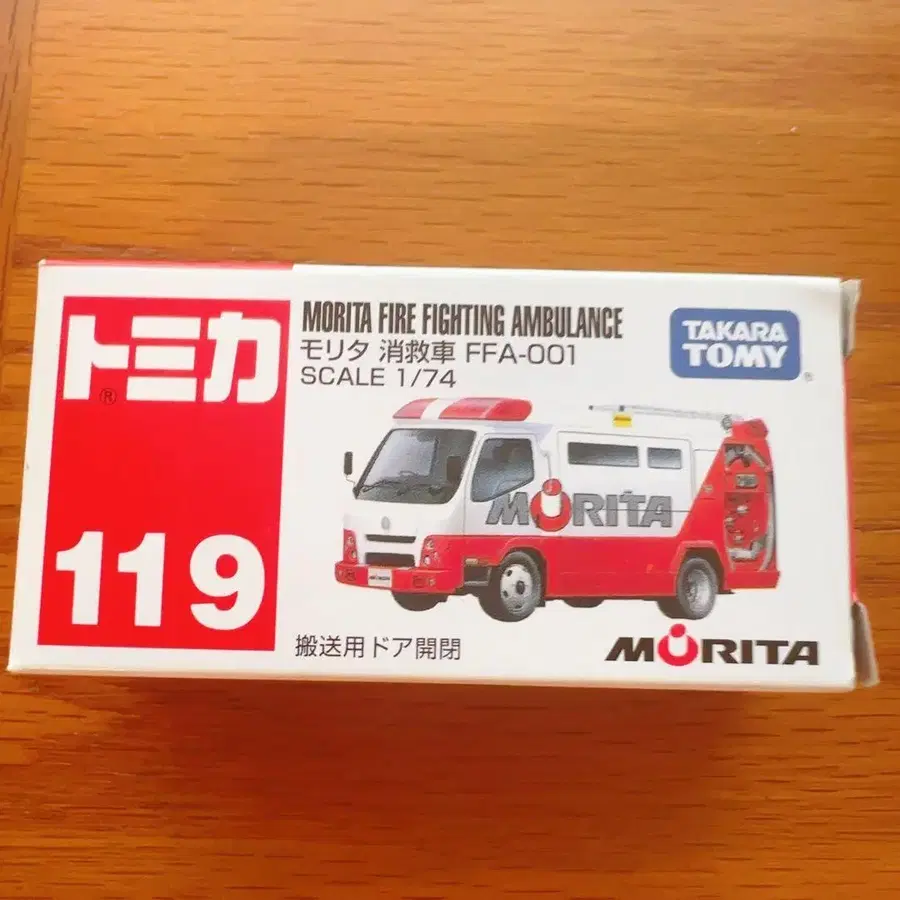 トミカ®
119
MORITA FIRE FIGHTING AMBULANCE
モリタ 消救車 FFA-001
SCALE 1/74
TAKARA
TOMY®
MORITA
MORITA
搬送用ドア開閉
MORITA